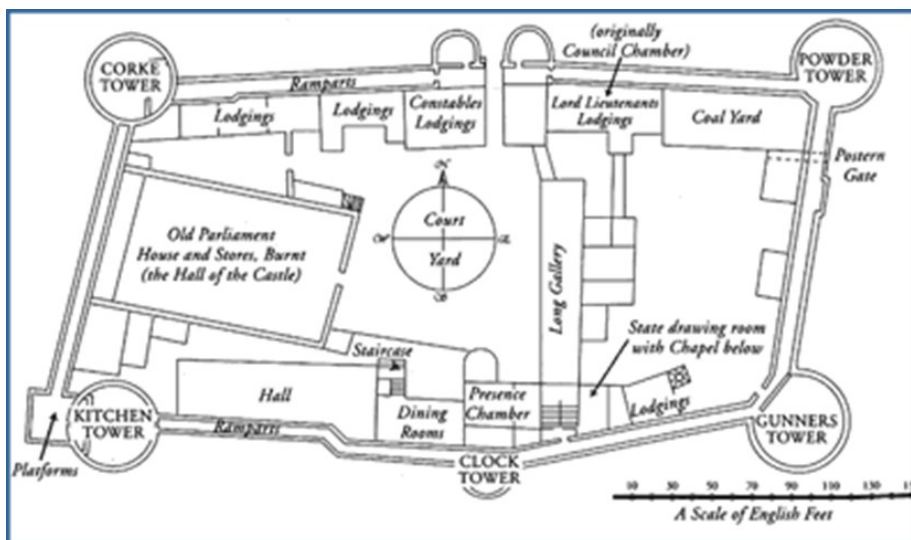 (originally
Council Chamber)
CORKE
TOWER
POWDER
TOWER
Ramparts
Lodgings
Lodgings
Constables
Lodgings
Lord Lieutenants
Lodgings
Coal Yard
Postern
Gate
N
W
E
S
Court
Yard
Old Parliament
House and Stores, Burnt
(the Hall of the Castle)
Long Gallery
State drawing room
with Chapel below
Staircase
Hall
Dining
Rooms
Presence
Chamber
Lodgings
KITCHEN
TOWER
Ramparts
Platforms
CLOCK
TOWER
GUNNERS
TOWER
10 30 50 70 90 110 130
A Scale of English Feet